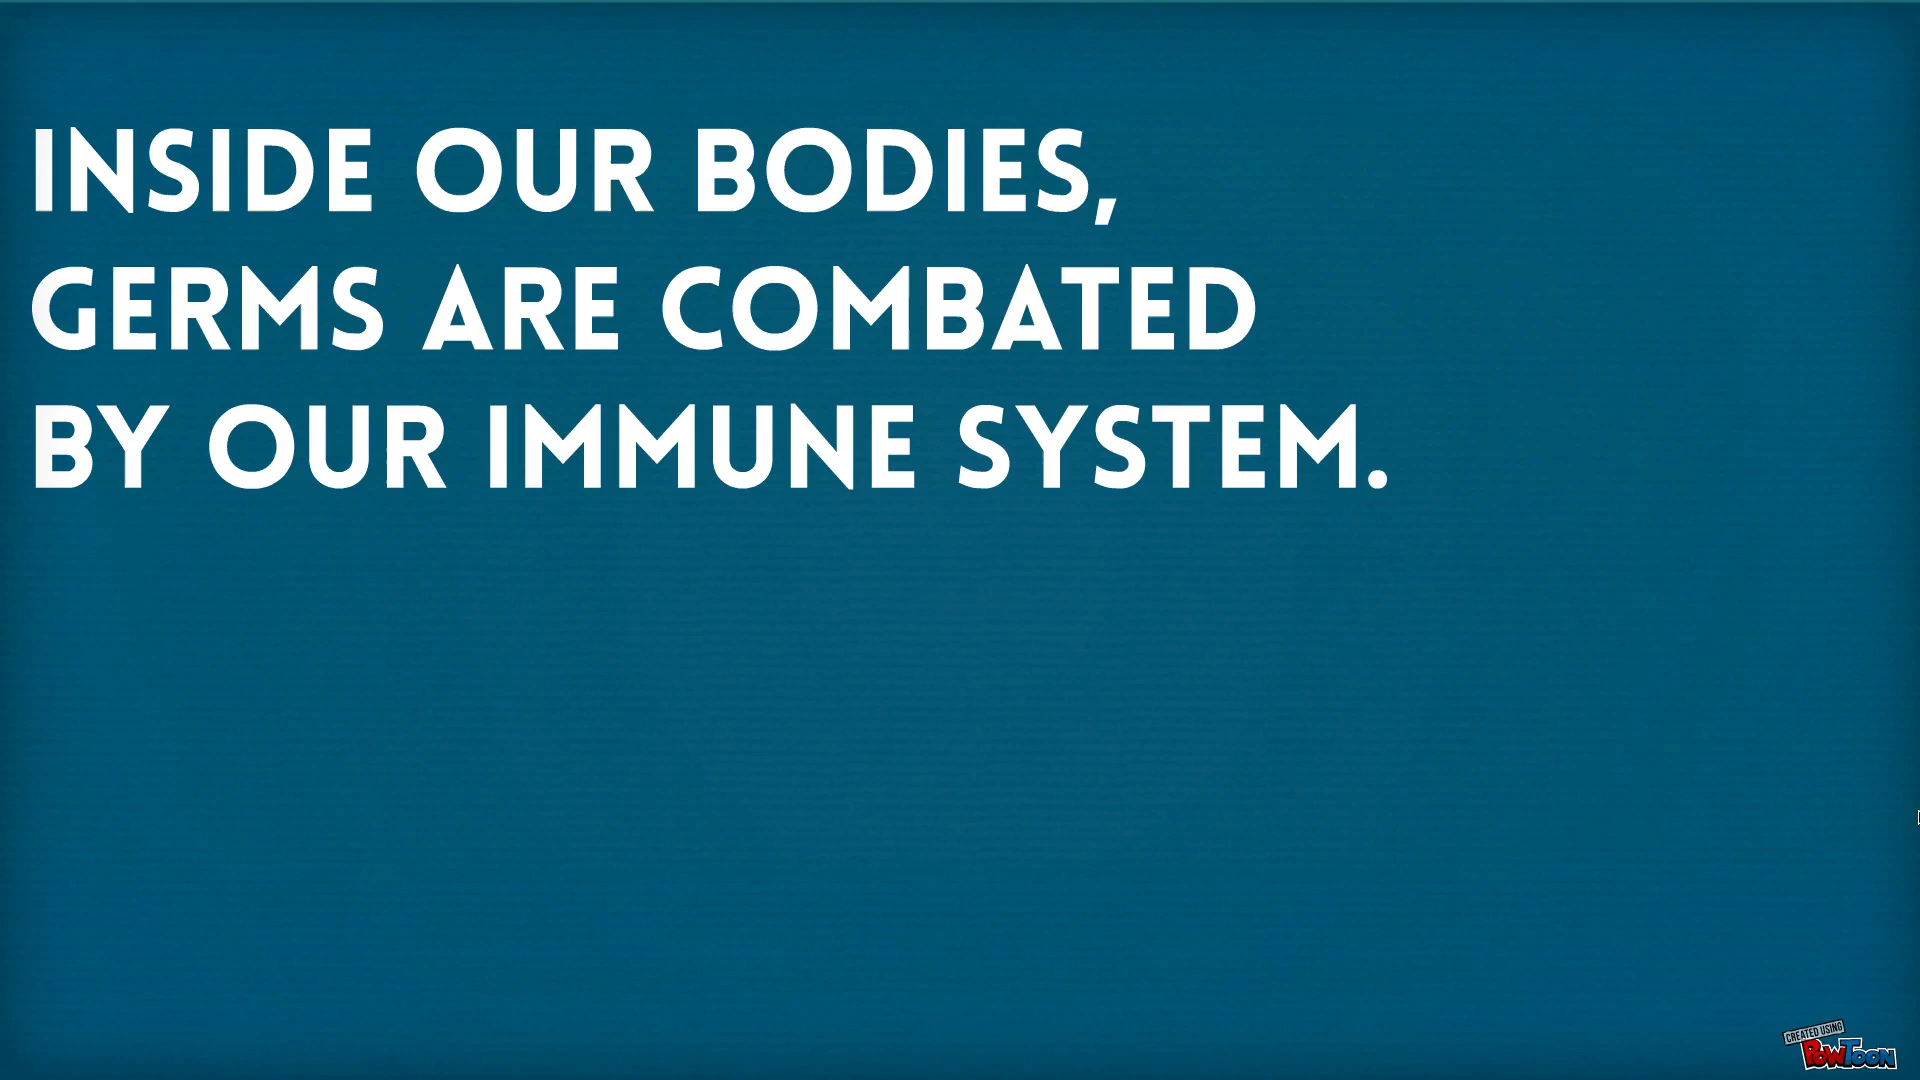 INSIDE OUR BODIES,
GERMS ARE COMBATED
BY OUR IMMUNE SYSTEM.
CREATED USING
POWTOON